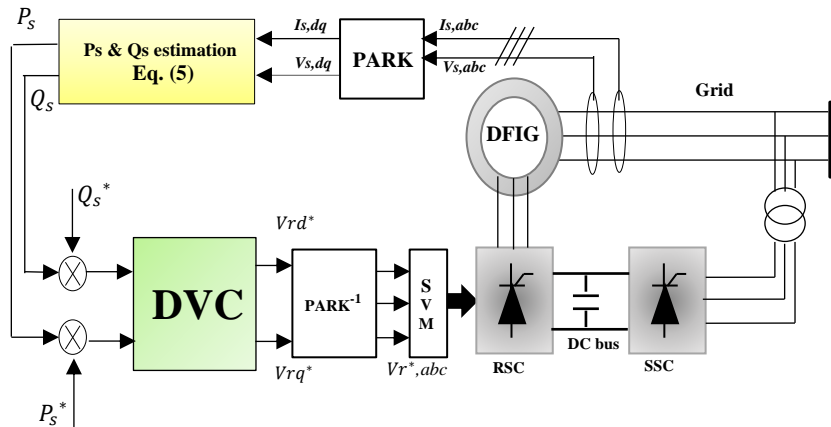 P_s
Ps & Qs estimation
Eq. (5)
Is,dq
Vs,dq
PARK
Is,abc
Vs,abc
Q_s
Grid
DFIG
Q_s*
Vrd*
DVC
PARK⁻¹
S
V
M
Vrq*
Vr*,abc
RSC
DC bus
SSC
P_s*